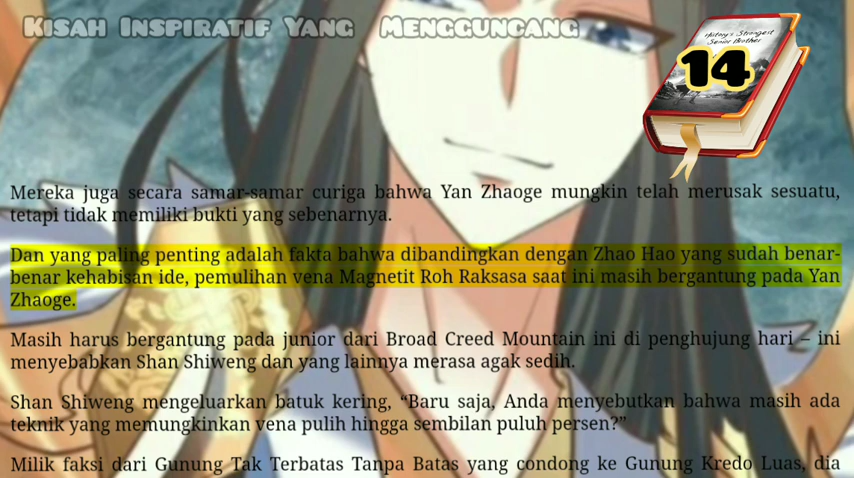 Kisah Inspiratif Yang Menggungcang
History's Strongest
Senior Brother
14
Mereka juga secara samar-samar curiga bahwa Yan Zhaoge mungkin telah merusak sesuatu,
tetapi tidak memiliki bukti yang sebenarnya.
Dan yang paling penting adalah fakta bahwa dibandingkan dengan Zhao Hao yang sudah benar-
benar kehabisan ide, pemulihan vena Magnetit Roh Raksasa saat ini masih bergantung pada Yan
Zhaoge.
Masih harus bergantung pada junior dari Broad Creed Mountain ini di penghujung hari – ini
menyebabkan Shan Shiweng dan yang lainnya merasa agak sedih.
Shan Shiweng mengeluarkan batuk kering, “Baru saja, Anda menyebutkan bahwa masih ada
teknik yang memungkinkan vena pulih hingga sembilan puluh persen?”
Milik faksi dari Gunung Tak Terbatas Tanpa Batas yang condong ke Gunung Kredo Luas, dia